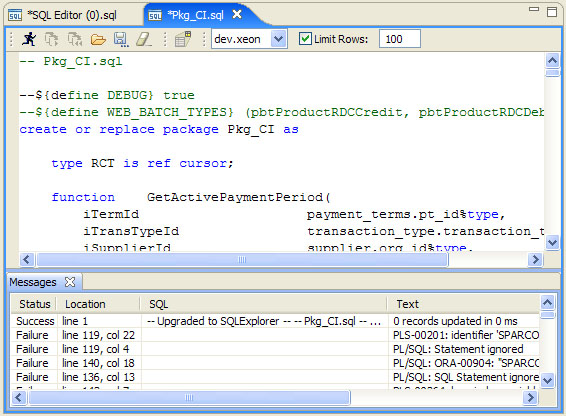 *SQL Editor (0).sql
*Pkg_CI.sql
dev.xeon
Limit Rows:
100
-- Pkg_CI.sql
--${define DEBUG} true
--${define WEB_BATCH_TYPES} (pbtProductRDCCredit, pbtProductRDCDeb
create or replace package Pkg_CI as
type RCT is ref cursor;
function GetActivePaymentPeriod(
iTermId payment_terms.pt_id%type,
iTransTypeId transaction_type.transaction_t
iSupplierId supplier.org_id%type,
Messages
Status Location SQL Text
Success line 1 -- Upgraded to SQLExplorer -- -- Pkg_CI.sql -- ... 0 records updated in 0 ms
Failure line 119, col 22 PLS-00201: identifier 'SPARCO
Failure line 119, col 4 PL/SQL: Statement ignored
Failure line 140, col 18 PL/SQL: ORA-00904: "SPARCO
Failure line 136, col 13 PL/SQL: SQL Statement ignored